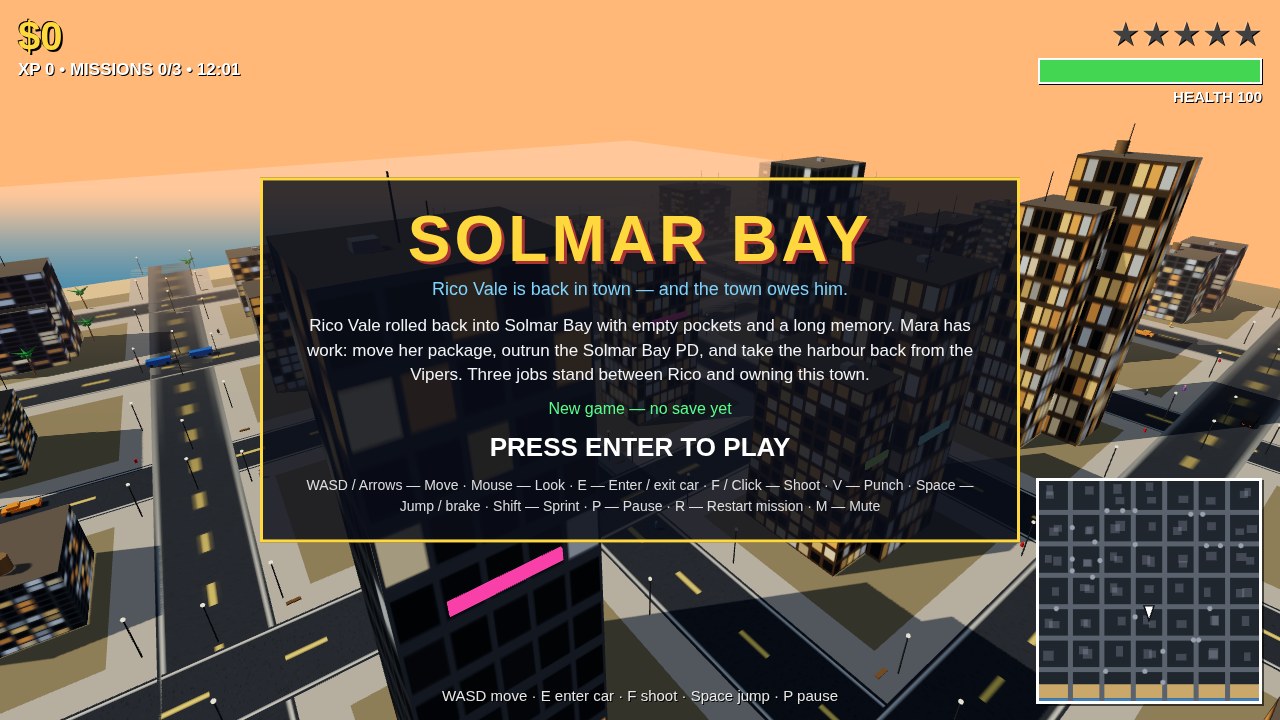 $0
XP 0 • MISSIONS 0/3 • 12:01
★★★★★
HEALTH 100
SOLMAR BAY
Rico Vale is back in town — and the town owes him.
Rico Vale rolled back into Solmar Bay with empty pockets and a long memory. Mara has
work: move her package, outrun the Solmar Bay PD, and take the harbour back from the
Vipers. Three jobs stand between Rico and owning this town.
New game — no save yet
PRESS ENTER TO PLAY
WASD / Arrows — Move · Mouse — Look · E — Enter / exit car · F / Click — Shoot · V — Punch · Space —
Jump / brake · Shift — Sprint · P — Pause · R — Restart mission · M — Mute
WASD move · E enter car · F shoot · Space jump · P pause